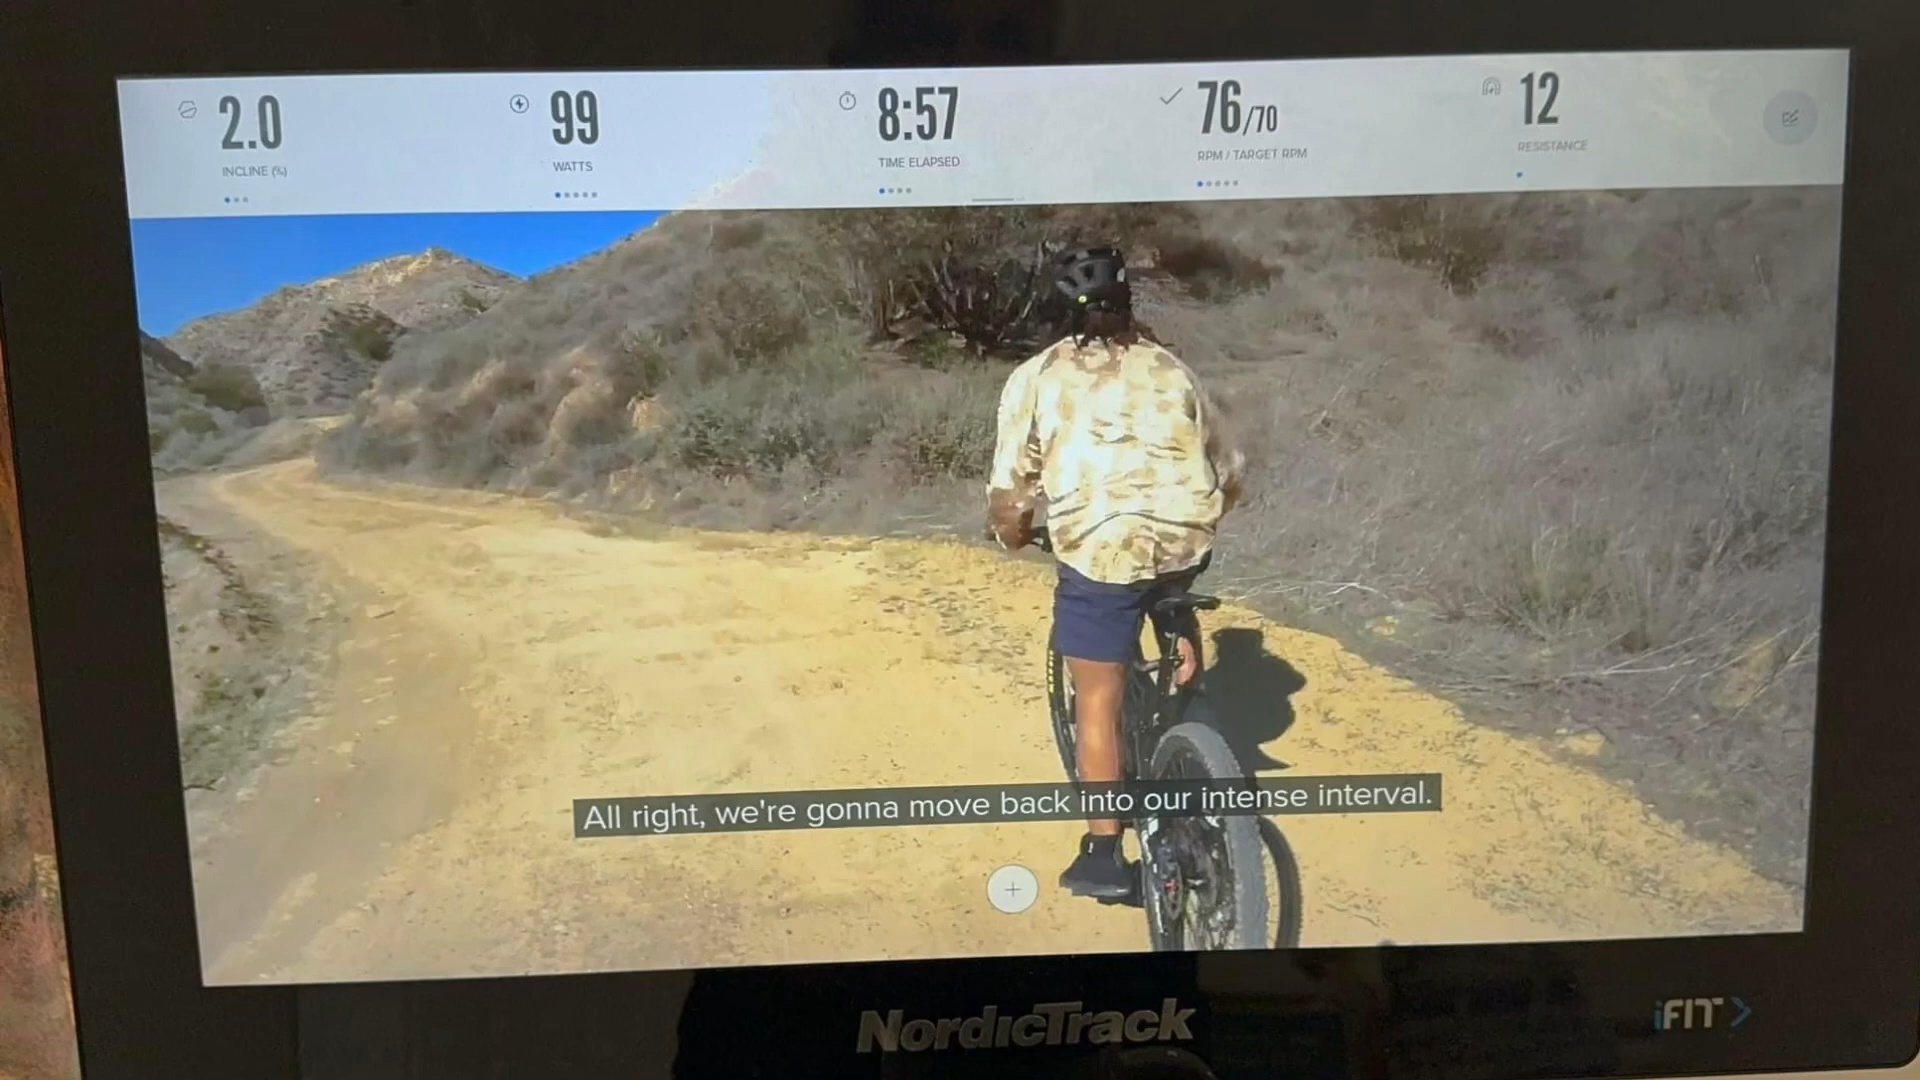 2.0
INCLINE (%)
99
WATTS
8:57
TIME ELAPSED
76/70
RPM / TARGET RPM
12
RESISTANCE
All right, we're gonna move back into our intense interval.
NordicTrack
iFIT